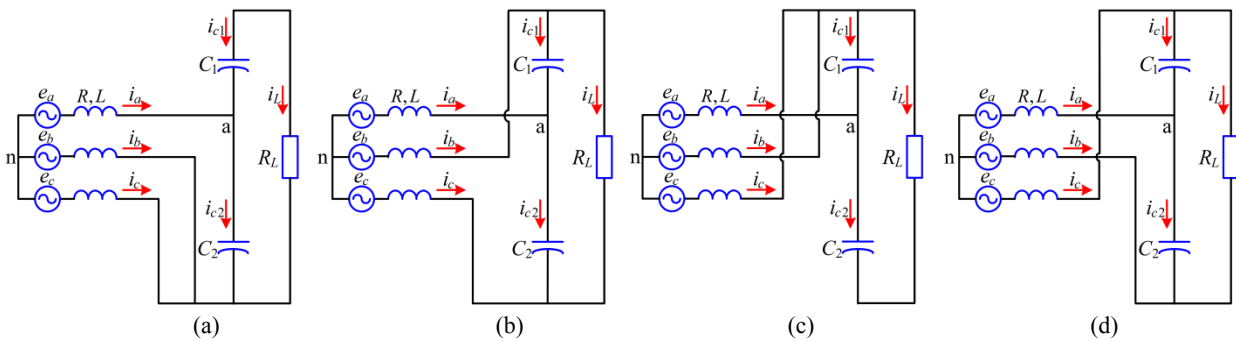 i_c1 i_c1 i_c1 i_c1
C_1 C_1 C_1 C_1
e_a R,L i_a i_L e_a R,L i_a i_L e_a R,L i_a i_L e_a R,L i_a i_L
a a a a
e_b i_b e_b i_b e_b i_b e_b i_b
n R_L n R_L n R_L n R_L
e_c i_c e_c i_c e_c i_c e_c i_c
i_c2 i_c2 i_c2 i_c2
C_2 C_2 C_2 C_2
(a) (b) (c) (d)